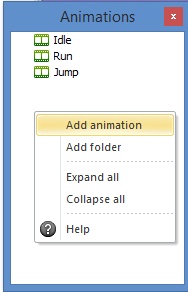 Animations
x
Idle
Run
Jump
Add animation
Add folder
Expand all
Collapse all
? Help